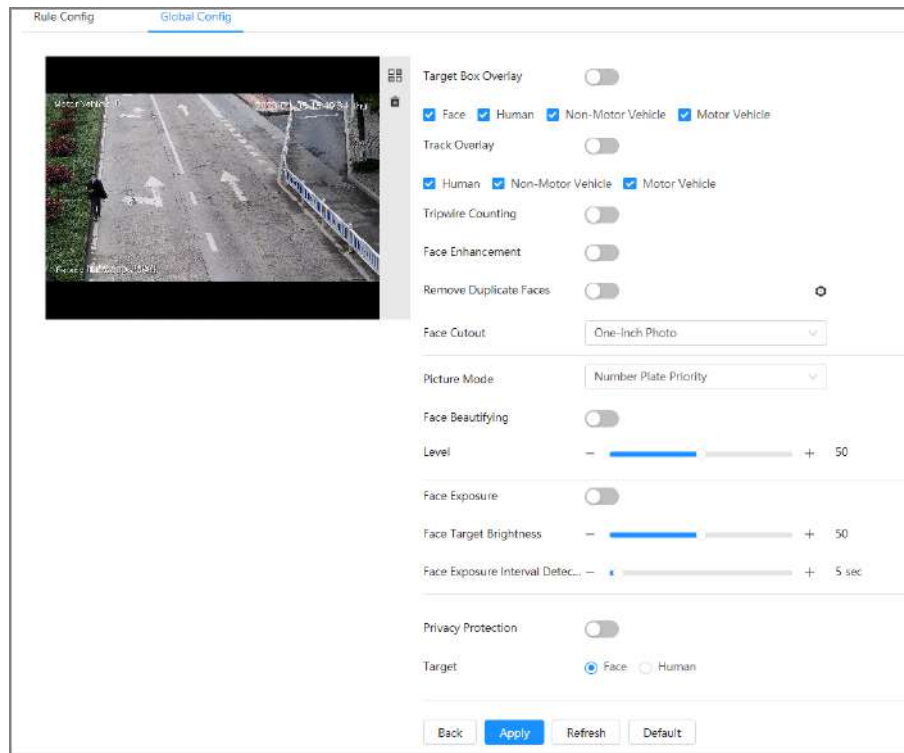 Rule Config Global Config
Target Box Overlay
Face Human Non-Motor Vehicle Motor Vehicle
Track Overlay
Human Non-Motor Vehicle Motor Vehicle
Tripwire Counting
Face Enhancement
Remove Duplicate Faces
Face Cutout One-Inch Photo
Picture Mode Number Plate Priority
Face Beautifying
Level − + 50
Face Exposure
Face Target Brightness − + 50
Face Exposure Interval Detec... − + 5 sec
Privacy Protection
Target Face Human
Back Apply Refresh Default